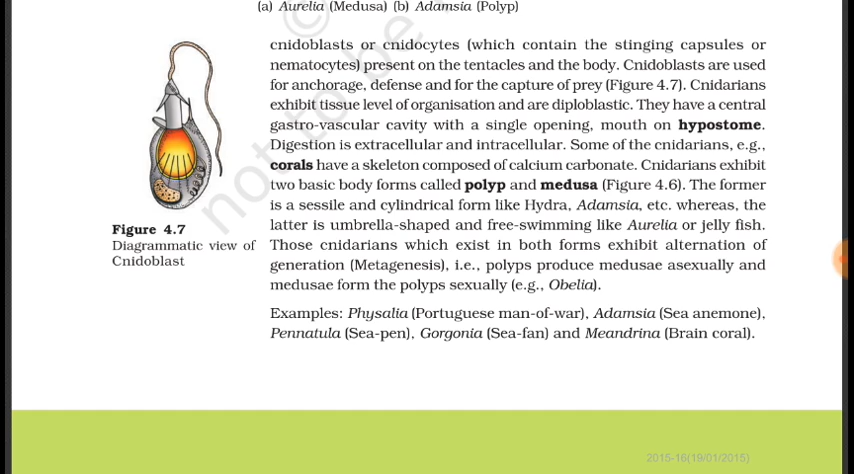 (a) Aurelia (Medusa) (b) Adamsia (Polyp)
cnidoblasts or cnidocytes (which contain the stinging capsules or
nematocytes) present on the tentacles and the body. Cnidoblasts are used
for anchorage, defense and for the capture of prey (Figure 4.7). Cnidarians
exhibit tissue level of organisation and are diploblastic. They have a central
gastro-vascular cavity with a single opening, mouth on hypostome.
Digestion is extracellular and intracellular. Some of the cnidarians, e.g.,
corals have a skeleton composed of calcium carbonate. Cnidarians exhibit
two basic body forms called polyp and medusa (Figure 4.6). The former
is a sessile and cylindrical form like Hydra, Adamsia, etc. whereas, the
latter is umbrella-shaped and free-swimming like Aurelia or jelly fish.
Those cnidarians which exist in both forms exhibit alternation of
generation (Metagenesis), i.e., polyps produce medusae asexually and
medusae form the polyps sexually (e.g., Obelia).
Examples: Physalia (Portuguese man-of-war), Adamsia (Sea anemone),
Pennatula (Sea-pen), Gorgonia (Sea-fan) and Meandrina (Brain coral).
Figure 4.7
Diagrammatic view of
Cnidoblast
©
not to be
2015-16(19/01/2015)